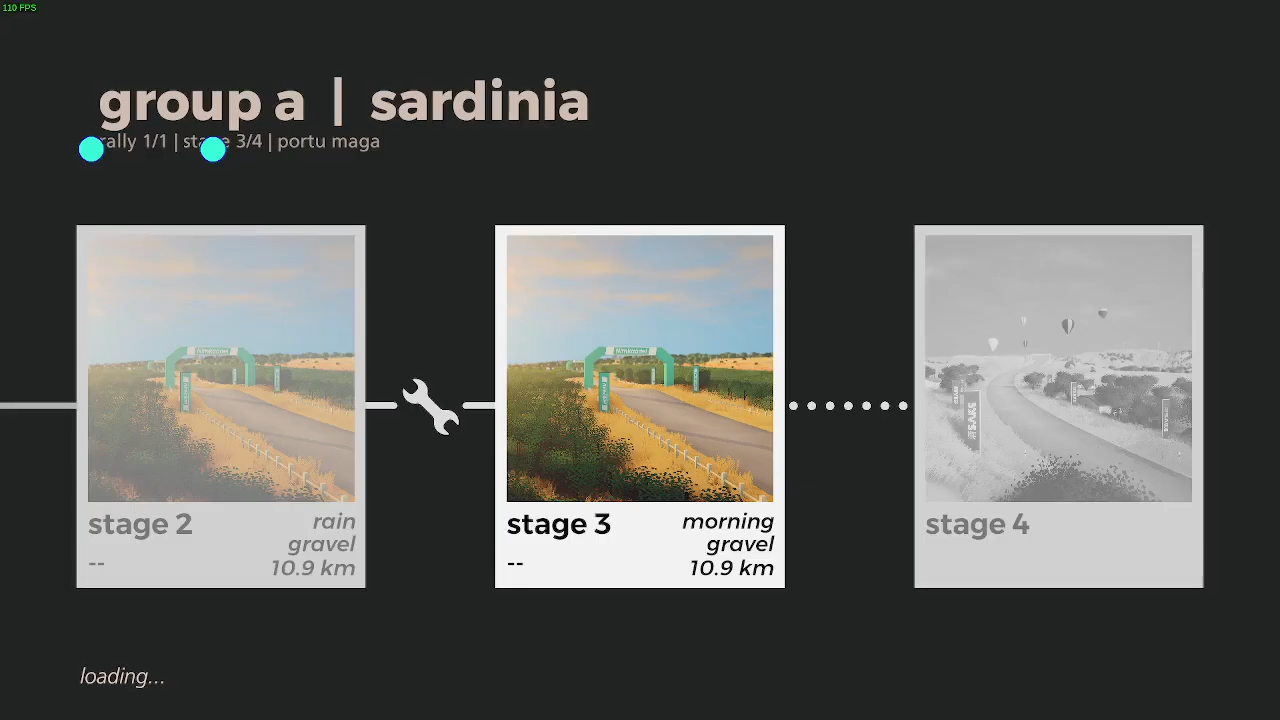 110 FPS
group a | sardinia
rally 1/1 | stage 3/4 | portu maga
stage 2
rain
gravel
--
10.9 km
stage 3
morning
gravel
--
10.9 km
stage 4
loading...